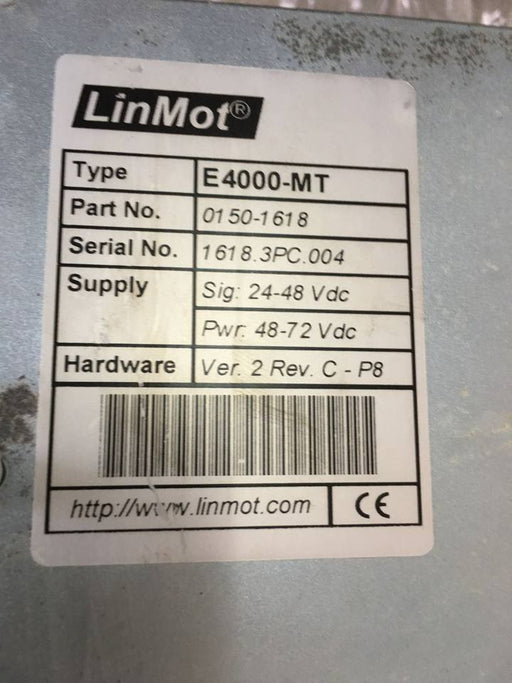 LinMot®
Type E4000-MT
Part No. 0150-1618
Serial No. 1618.3PC.004
Supply Sig: 24-48 Vdc
Pwr: 48-72 Vdc
Hardware Ver. 2 Rev. C - P8
http://www.linmot.com CE